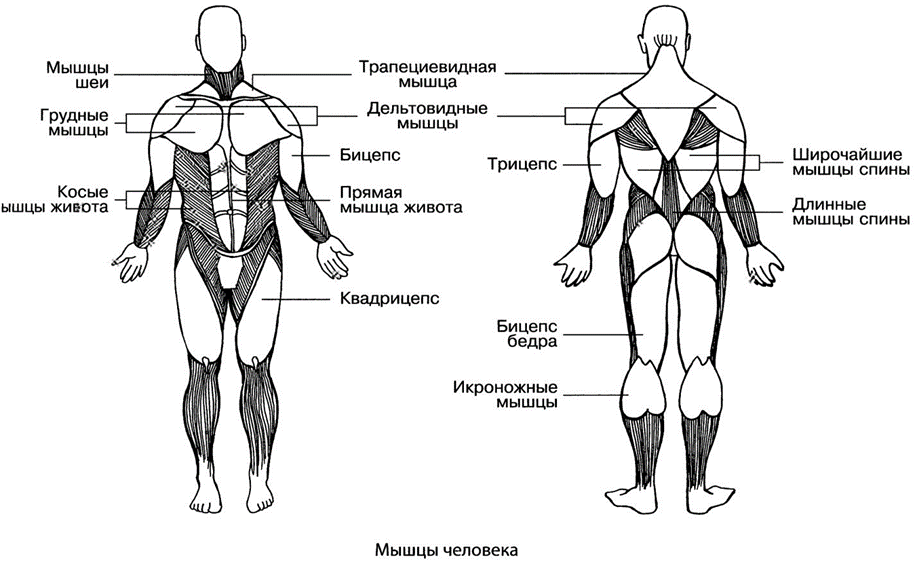 Мышцы
шеи
Грудные
мышцы
Косые
ышцы живота
Трапециевидная
мышца
Дельтовидные
мышцы
Бицепс
Прямая
мышца живота
Квадрицепс
Трицепс
Широчайшие
мышцы спины
Длинные
мышцы спины
Бицепс
бедра
Икроножные
мышцы
Мышцы человека